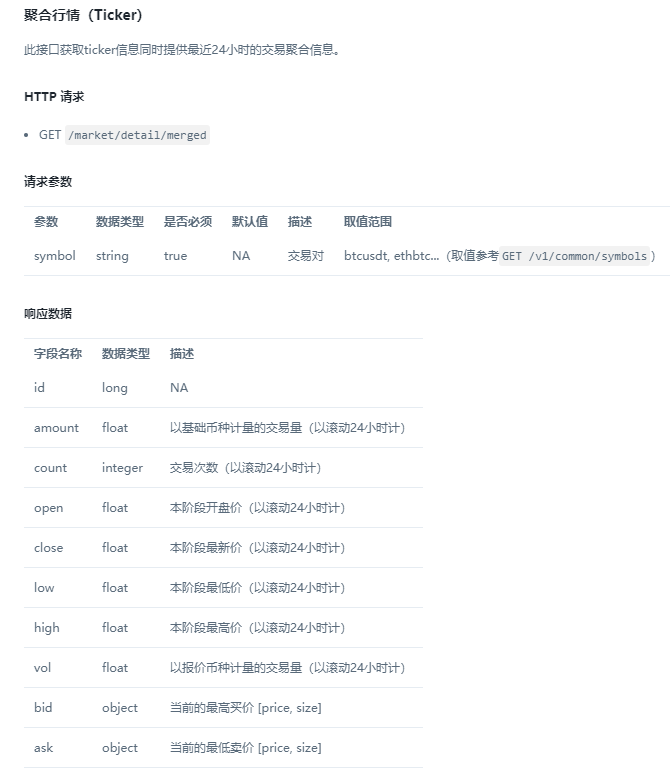 聚合行情（Ticker）
此接口获取ticker信息同时提供最近24小时的交易聚合信息。
HTTP 请求
• GET /market/detail/merged
请求参数
参数 数据类型 是否必须 默认值 描述 取值范围
symbol string true NA 交易对 btcusdt, ethbtc...（取值参考GET /v1/common/symbols）
响应数据
字段名称 数据类型 描述
id long NA
amount float 以基础币种计量的交易量（以滚动24小时计）
count integer 交易次数（以滚动24小时计）
open float 本阶段开盘价（以滚动24小时计）
close float 本阶段最新价（以滚动24小时计）
low float 本阶段最低价（以滚动24小时计）
high float 本阶段最高价（以滚动24小时计）
vol float 以报价币种计量的交易量（以滚动24小时计）
bid object 当前的最高买价 [price, size]
ask object 当前的最低卖价 [price, size]